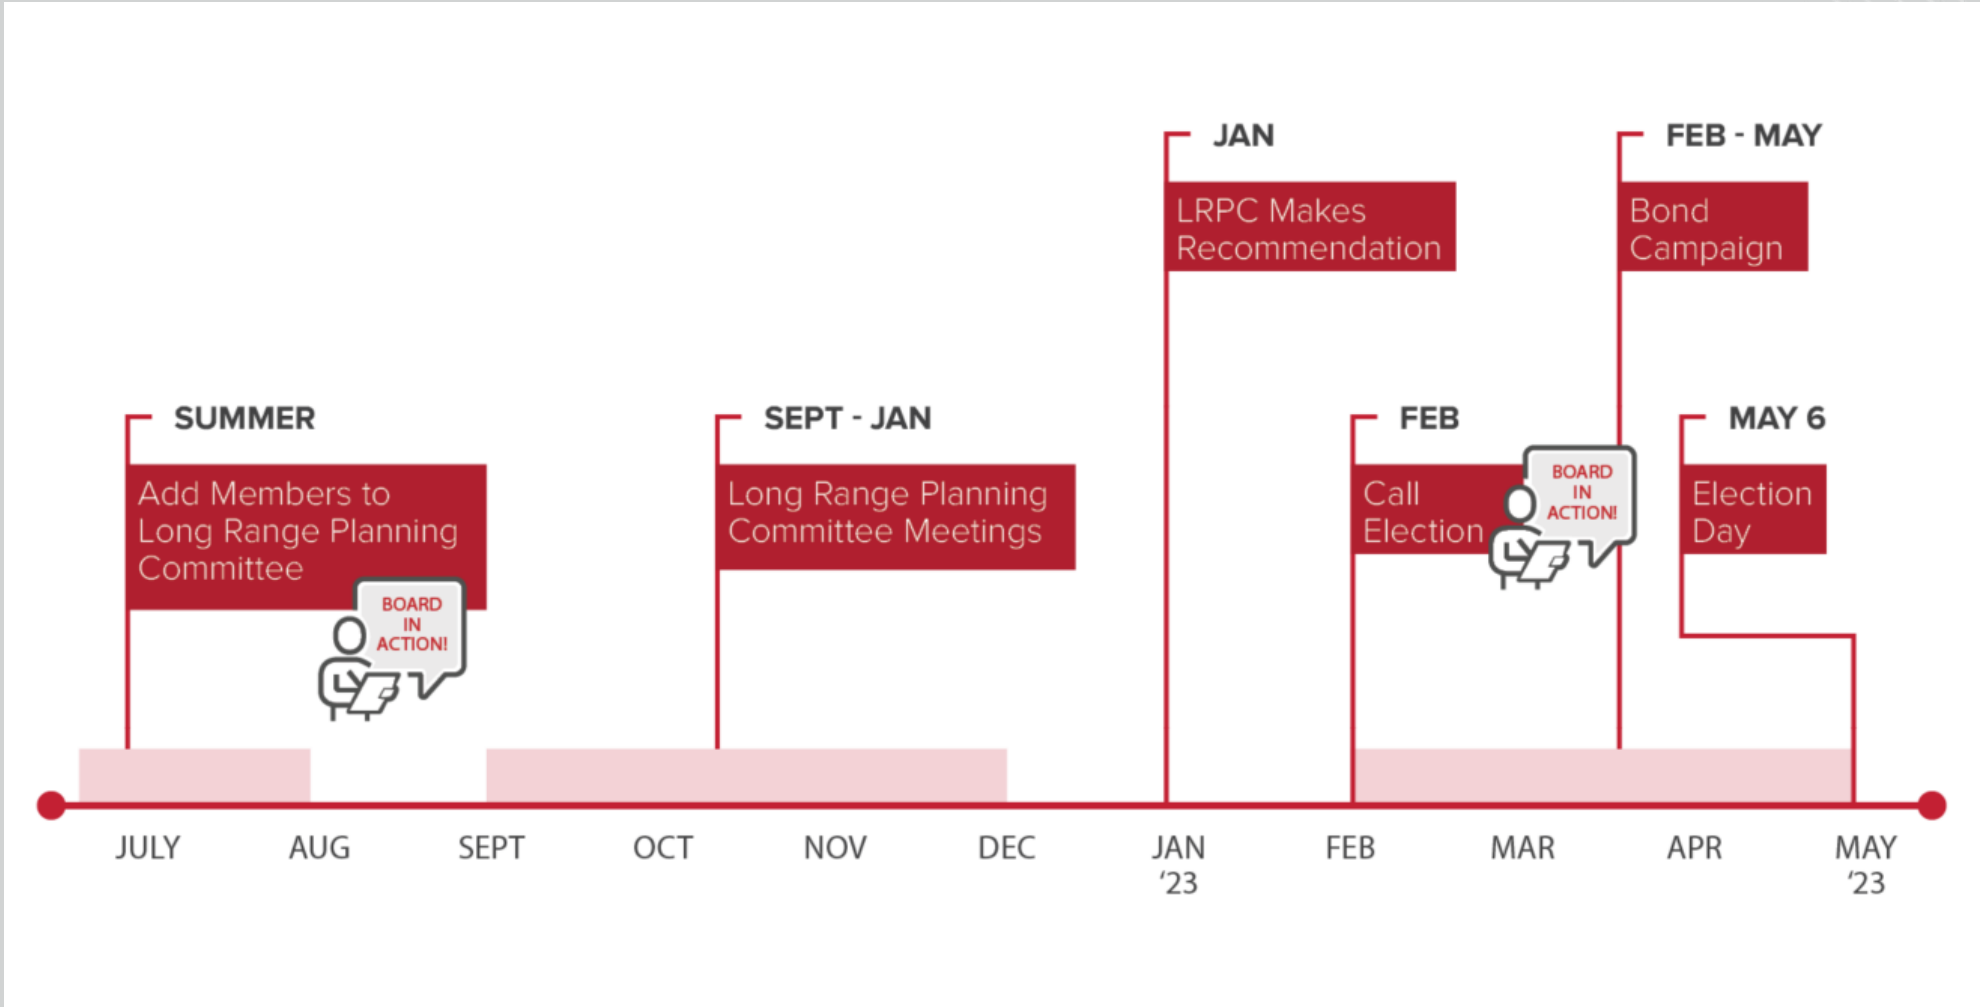 JAN
LRPC Makes
Recommendation
FEB - MAY
Bond
Campaign
SUMMER
Add Members to
Long Range Planning
Committee
BOARD
IN
ACTION!
SEPT - JAN
Long Range Planning
Committee Meetings
FEB
Call
Election
BOARD
IN
ACTION!
MAY 6
Election
Day
JULY
AUG
SEPT
OCT
NOV
DEC
JAN
‘23
FEB
MAR
APR
MAY
‘23